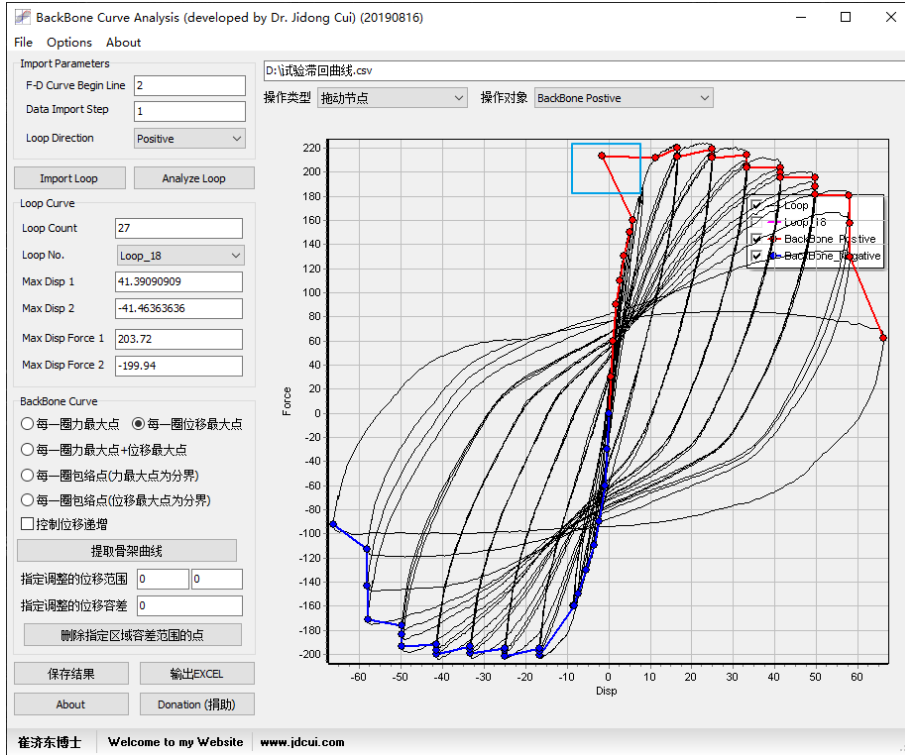 BackBone Curve Analysis (developed by Dr. Jidong Cui) (20190816)
File Options About
Import Parameters
F-D Curve Begin Line 2
Data Import Step 1
Loop Direction Positive
Import Loop Analyze Loop
Loop Curve
Loop Count 27
Loop No. Loop_18
Max Disp 1 41.39090909
Max Disp 2 -41.46363636
Max Disp Force 1 203.72
Max Disp Force 2 -199.94
BackBone Curve
每一圈力最大点 每一圈位移最大点
每一圈力最大点+位移最大点
每一圈包络点(力最大点为分界)
每一圈包络点(位移最大点为分界)
控制位移递增
提取骨架曲线
指定调整的位移范围 0 0
指定调整的位移容差 0
删除指定区域容差范围的点
保存结果 输出EXCEL
About Donation (捐助)
D:\试验滞回曲线.csv
操作类型 拖动节点 操作对象 BackBone Postive
220
200
180
160
140
120
100
80
60
40
20
0
-20
-40
-60
-80
-100
-120
-140
-160
-180
-200
Force
Loop
Loop_18
BackBone_Postive
BackBone_Negative
-60 -50 -40 -30 -20 -10 0 10 20 30 40 50 60
Disp
崔济东博士 Welcome to my Website www.jdcui.com